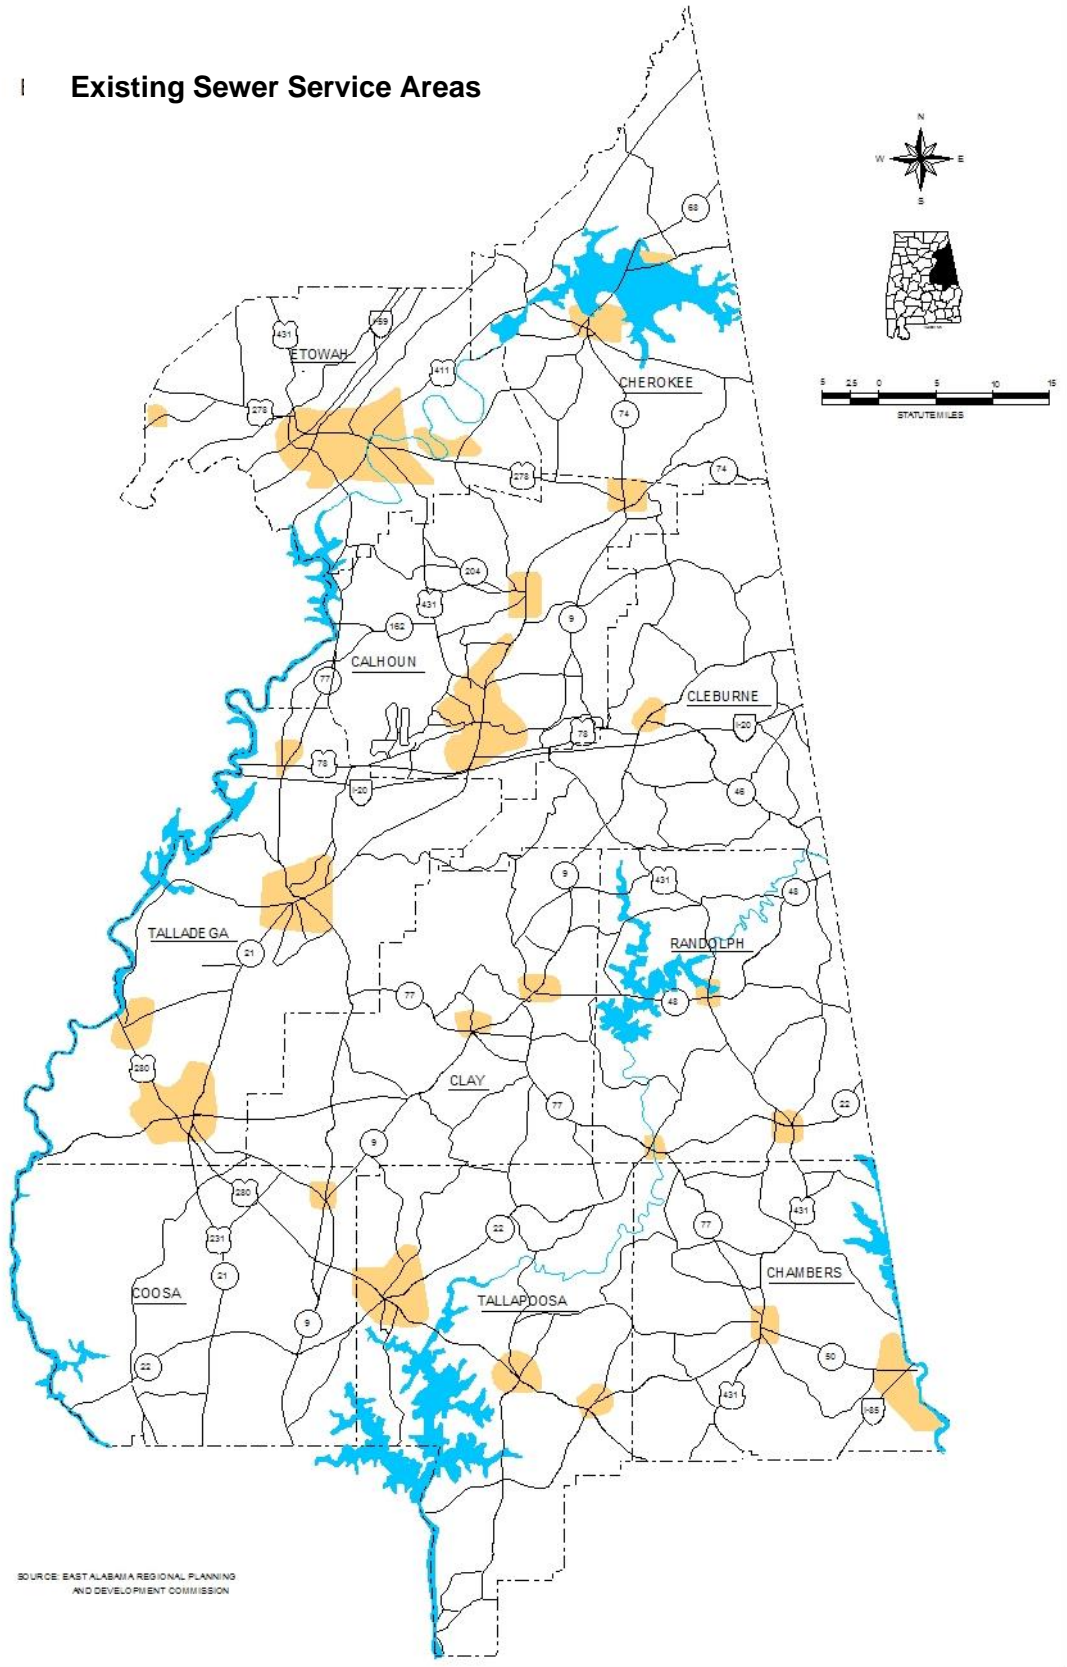 Existing Sewer Service Areas
N
W E
S
68
5 2.5 0 5 10 15
STATUTE MILES
431
I-59
ETOWAH
411
CHEROKEE
278
74
278
74
204
431
162
9
CALHOUN
77
CLEBURNE
I-20
78
78
I-20
46
9
431
48
TALLADEGA
21
RANDOLPH
77
48
280
CLAY
77
22
9
280
431
22
77
231
21
CHAMBERS
COOSA
TALLAPOOSA
9
22
50
431
I-85
SOURCE: EAST ALABAMA REGIONAL PLANNING
AND DEVELOPMENT COMMISSION